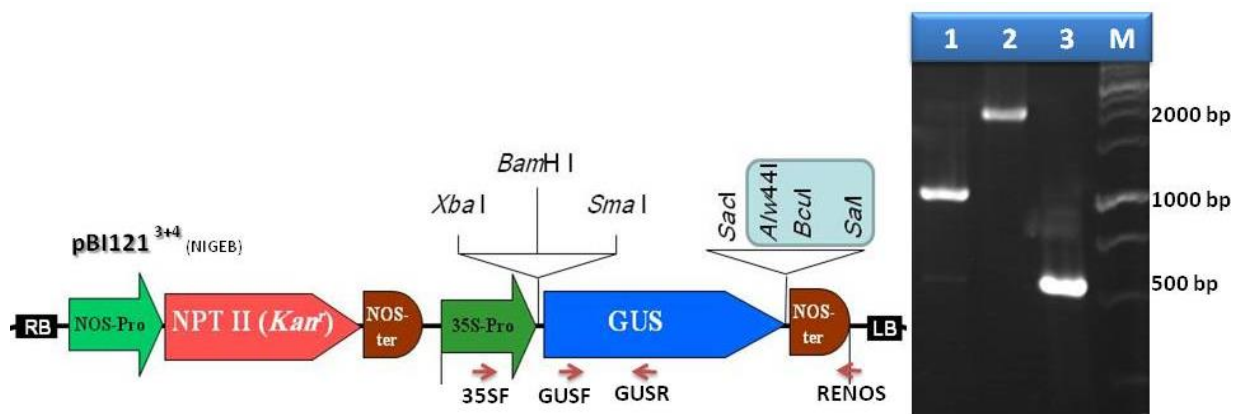 BamH I
Xba I
Sma I
SacI
Alw44I
BcuI
SalI
pBI121 3+4 (NIGEB)
RB
NOS-Pro
NPT II (Kanr)
NOS-
ter
35S-Pro
GUS
NOS-
ter
LB
35SF
GUSF
GUSR
RENOS
1 2 3 M
2000 bp
1000 bp
500 bp